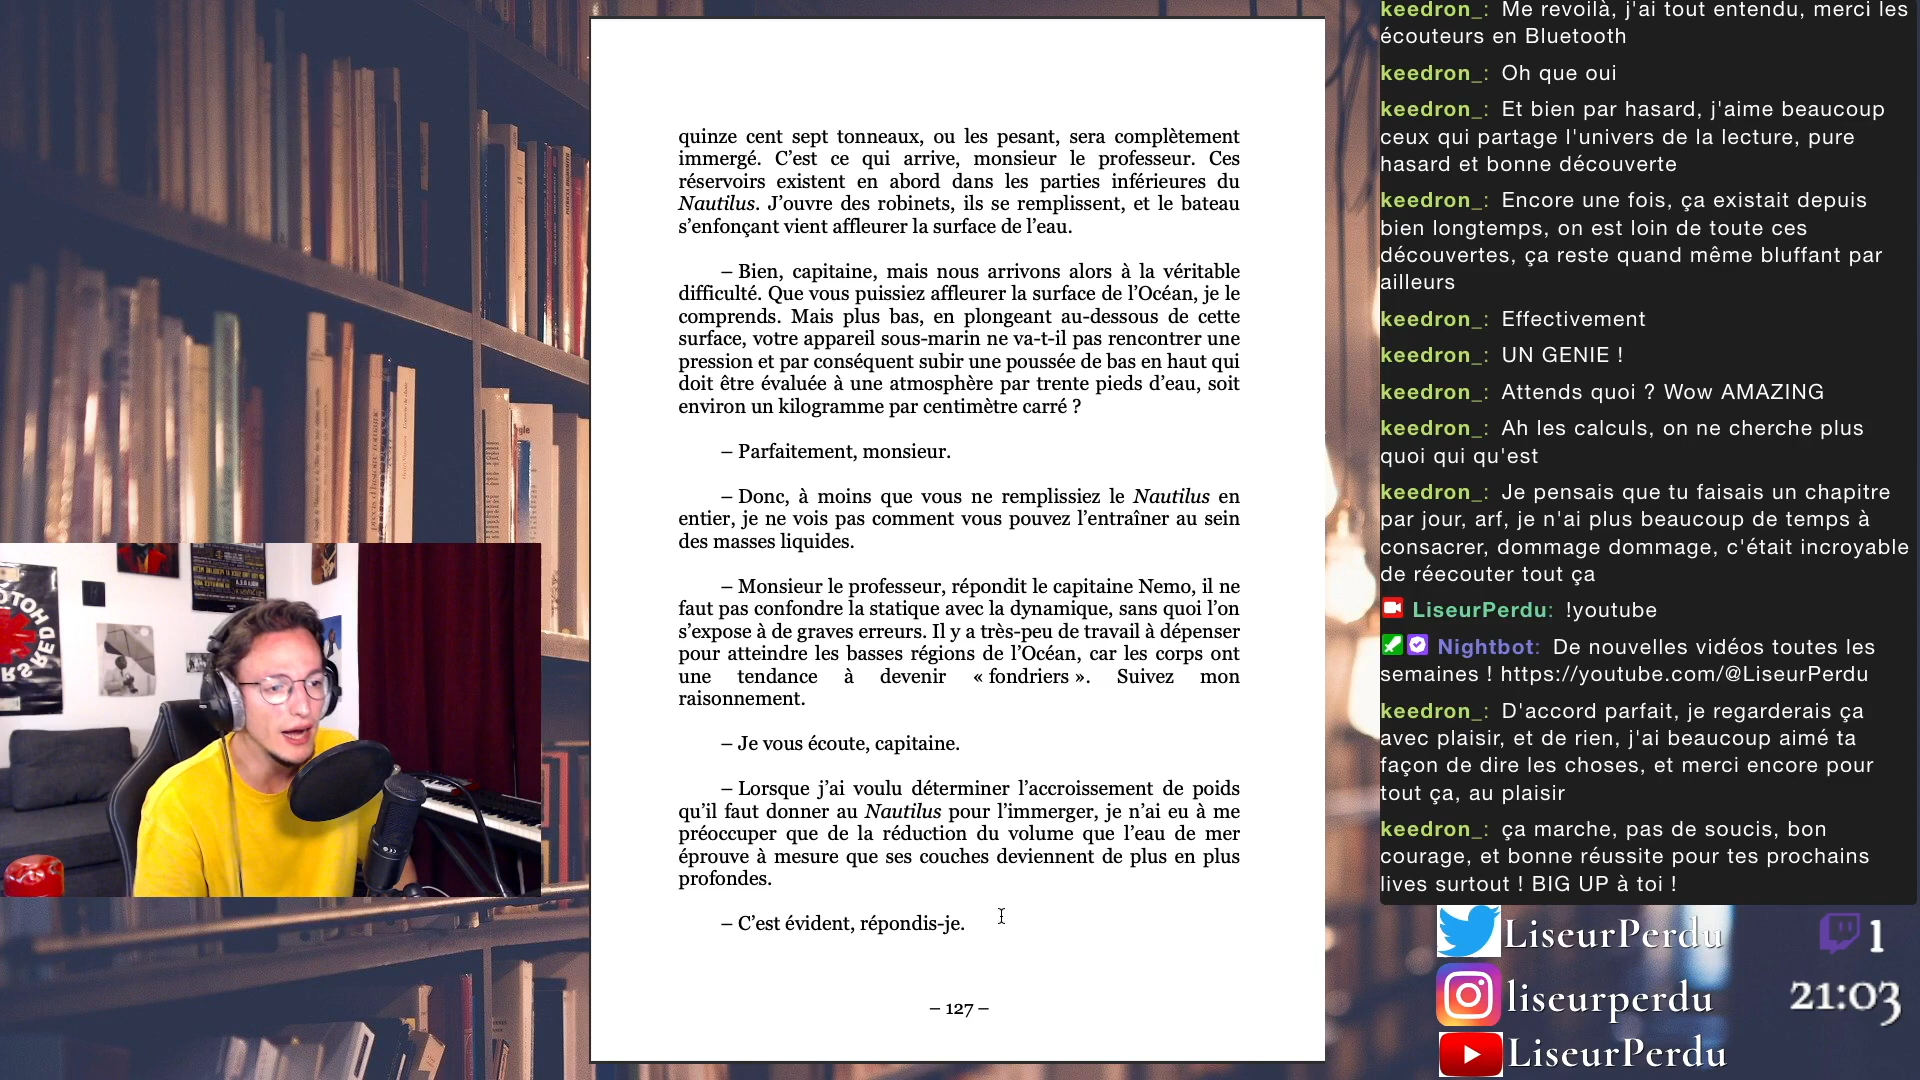 quinze cent sept tonneaux, ou les pesant, sera complètement
immergé. C’est ce qui arrive, monsieur le professeur. Ces
réservoirs existent en abord dans les parties inférieures du
Nautilus. J’ouvre des robinets, ils se remplissent, et le bateau
s’enfonçant vient affleurer la surface de l’eau.
– Bien, capitaine, mais nous arrivons alors à la véritable
difficulté. Que vous puissiez affleurer la surface de l’Océan, je le
comprends. Mais plus bas, en plongeant au-dessous de cette
surface, votre appareil sous-marin ne va-t-il pas rencontrer une
pression et par conséquent subir une poussée de bas en haut qui
doit être évaluée à une atmosphère par trente pieds d’eau, soit
environ un kilogramme par centimètre carré ?
– Parfaitement, monsieur.
– Donc, à moins que vous ne remplissiez le Nautilus en
entier, je ne vois pas comment vous pouvez l’entraîner au sein
des masses liquides.
– Monsieur le professeur, répondit le capitaine Nemo, il ne
faut pas confondre la statique avec la dynamique, sans quoi l’on
s’expose à de graves erreurs. Il y a très-peu de travail à dépenser
pour atteindre les basses régions de l’Océan, car les corps ont
une tendance à devenir « fondriers ». Suivez mon
raisonnement.
– Je vous écoute, capitaine.
– Lorsque j’ai voulu déterminer l’accroissement de poids
qu’il faut donner au Nautilus pour l’immerger, je n’ai eu à me
préoccuper que de la réduction du volume que l’eau de mer
éprouve à mesure que ses couches deviennent de plus en plus
profondes.
– C’est évident, répondis-je.
– 127 –
keedron_: Me revoilà, j'ai tout entendu, merci les
écouteurs en Bluetooth
keedron_: Oh que oui
keedron_: Et bien par hasard, j'aime beaucoup
ceux qui partage l'univers de la lecture, pure
hasard et bonne découverte
keedron_: Encore une fois, ça existait depuis
bien longtemps, on est loin de toute ces
découvertes, ça reste quand même bluffant par
ailleurs
keedron_: Effectivement
keedron_: UN GENIE !
keedron_: Attends quoi ? Wow AMAZING
keedron_: Ah les calculs, on ne cherche plus
quoi qui qu'est
keedron_: Je pensais que tu faisais un chapitre
par jour, arf, je n'ai plus beaucoup de temps à
consacrer, dommage dommage, c'était incroyable
de réecouter tout ça
LiseurPerdu: !youtube
Nightbot: De nouvelles vidéos toutes les
semaines ! https://youtube.com/@LiseurPerdu
keedron_: D'accord parfait, je regarderais ça
avec plaisir, et de rien, j'ai beaucoup aimé ta
façon de dire les choses, et merci encore pour
tout ça, au plaisir
keedron_: ça marche, pas de soucis, bon
courage, et bonne réussite pour tes prochains
lives surtout ! BIG UP à toi !
LiseurPerdu
1
liseurperdu
21:03
LiseurPerdu